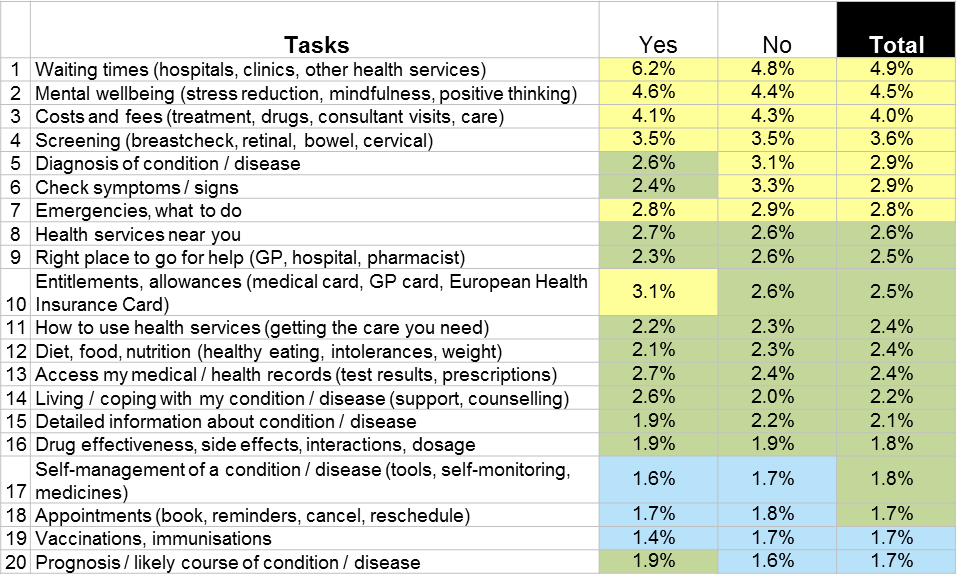 Tasks Yes No Total
1 Waiting times (hospitals, clinics, other health services) 6.2% 4.8% 4.9%
2 Mental wellbeing (stress reduction, mindfulness, positive thinking) 4.6% 4.4% 4.5%
3 Costs and fees (treatment, drugs, consultant visits, care) 4.1% 4.3% 4.0%
4 Screening (breastcheck, retinal, bowel, cervical) 3.5% 3.5% 3.6%
5 Diagnosis of condition / disease 2.6% 3.1% 2.9%
6 Check symptoms / signs 2.4% 3.3% 2.9%
7 Emergencies, what to do 2.8% 2.9% 2.8%
8 Health services near you 2.7% 2.6% 2.6%
9 Right place to go for help (GP, hospital, pharmacist) 2.3% 2.6% 2.5%
Entitlements, allowances (medical card, GP card, European Health
10 Insurance Card) 3.1% 2.6% 2.5%
11 How to use health services (getting the care you need) 2.2% 2.3% 2.4%
12 Diet, food, nutrition (healthy eating, intolerances, weight) 2.1% 2.3% 2.4%
13 Access my medical / health records (test results, prescriptions) 2.7% 2.4% 2.4%
14 Living / coping with my condition / disease (support, counselling) 2.6% 2.0% 2.2%
15 Detailed information about condition / disease 1.9% 2.2% 2.1%
16 Drug effectiveness, side effects, interactions, dosage 1.9% 1.9% 1.8%
Self-management of a condition / disease (tools, self-monitoring,
17 medicines) 1.6% 1.7% 1.8%
18 Appointments (book, reminders, cancel, reschedule) 1.7% 1.8% 1.7%
19 Vaccinations, immunisations 1.4% 1.7% 1.7%
20 Prognosis / likely course of condition / disease 1.9% 1.6% 1.7%